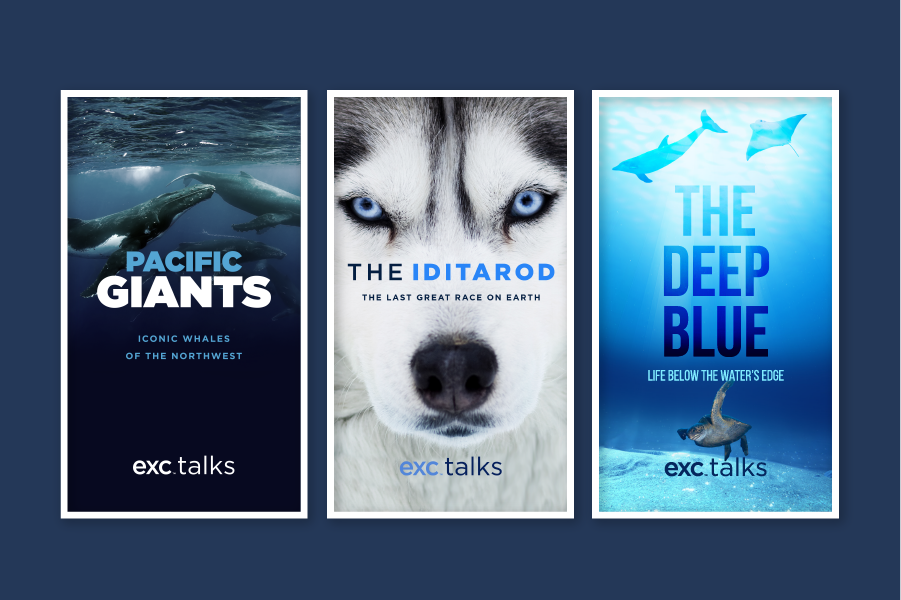 PACIFIC
GIANTS
ICONIC WHALES
OF THE NORTHWEST
exc.talks
THE IDITAROD
THE LAST GREAT RACE ON EARTH
exc.talks
THE
DEEP
BLUE
LIFE BELOW THE WATER'S EDGE
exc.talks